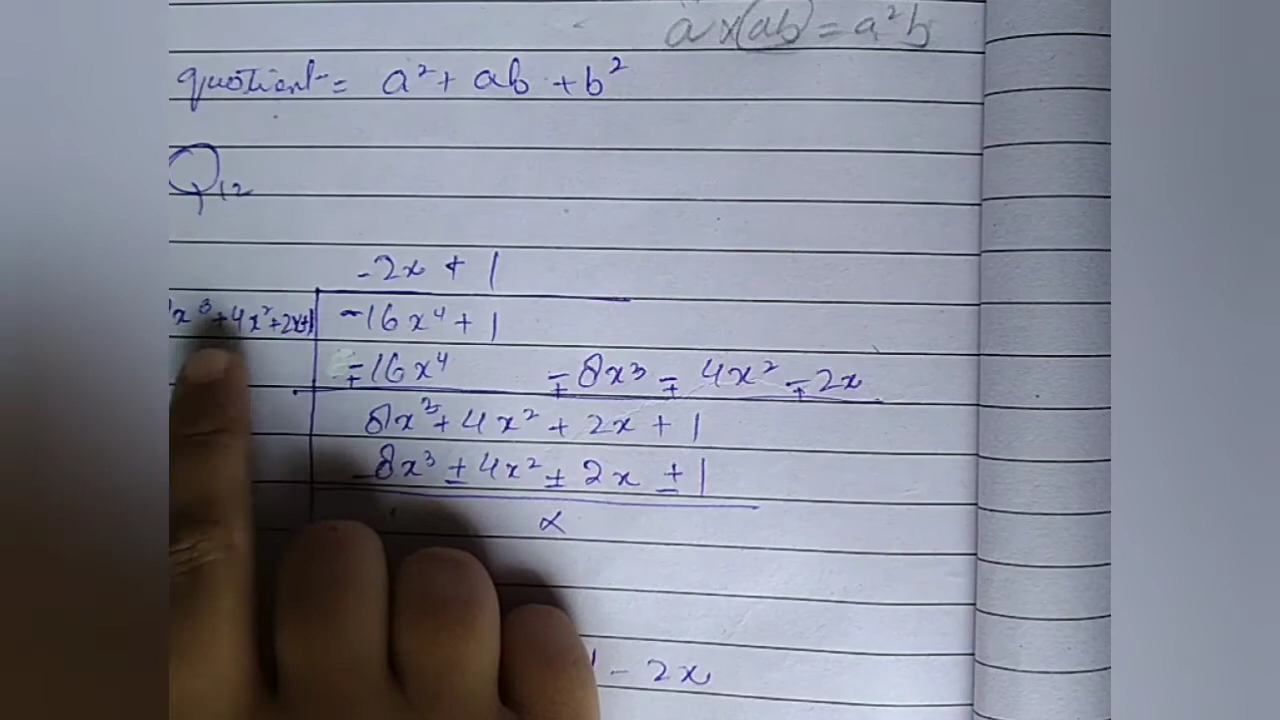 a x(ab) = a²b
quotient = a² + ab + b²
Q12
-2x + 1
x³+4x²+2x+1 -16x⁴ + 1
∓16x⁴ ∓8x³ ∓ 4x² ∓2x
8x³ + 4x² + 2x + 1
-8x³ ± 4x² ± 2x ± 1
x
- 2x